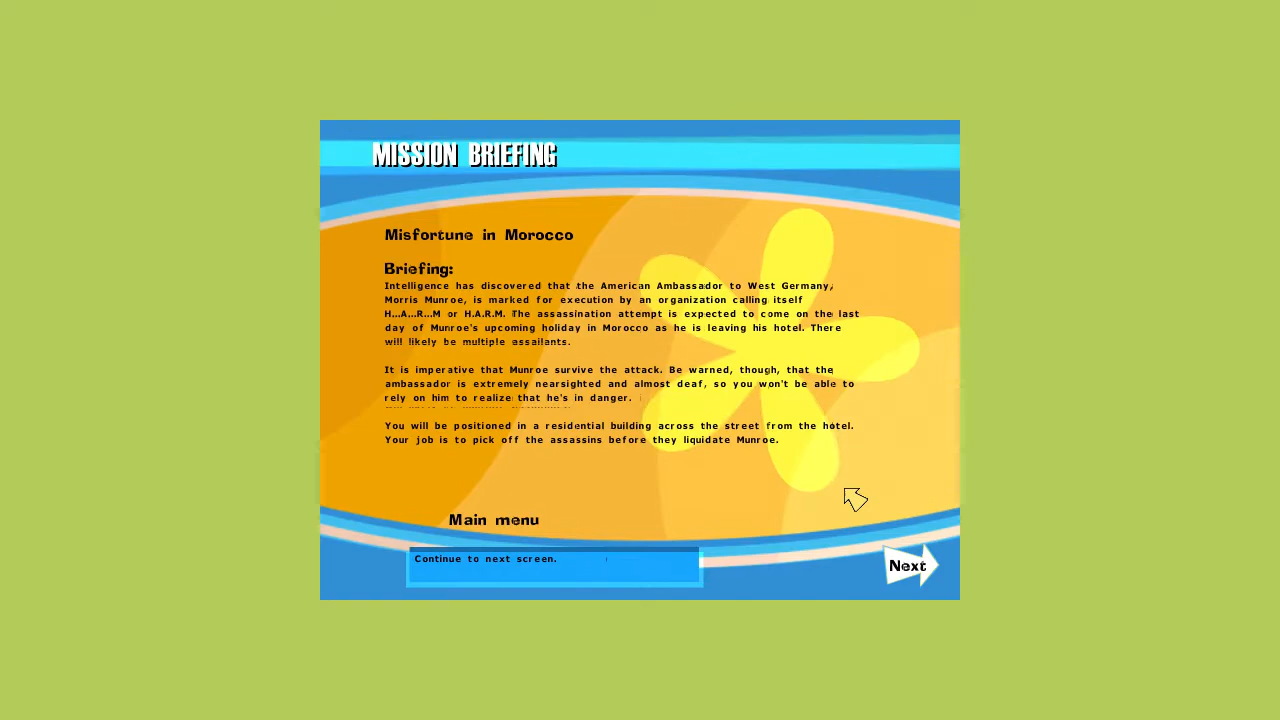 MISSION BRIEFING
Misfortune in Morocco
Briefing:
Intelligence has discovered that the American Ambassador to West Germany,
Morris Munroe, is marked for execution by an organization calling itself
H...A...R...M or H.A.R.M. The assassination attempt is expected to come on the last
day of Munroe's upcoming holiday in Morocco as he is leaving his hotel. There
will likely be multiple assailants.
It is imperative that Munroe survive the attack. Be warned, though, that the
ambassador is extremely nearsighted and almost deaf, so you won't be able to
rely on him to realize that he's in danger.
You will be positioned in a residential building across the street from the hotel.
Your job is to pick off the assassins before they liquidate Munroe.
Main menu
Continue to next screen.
Next